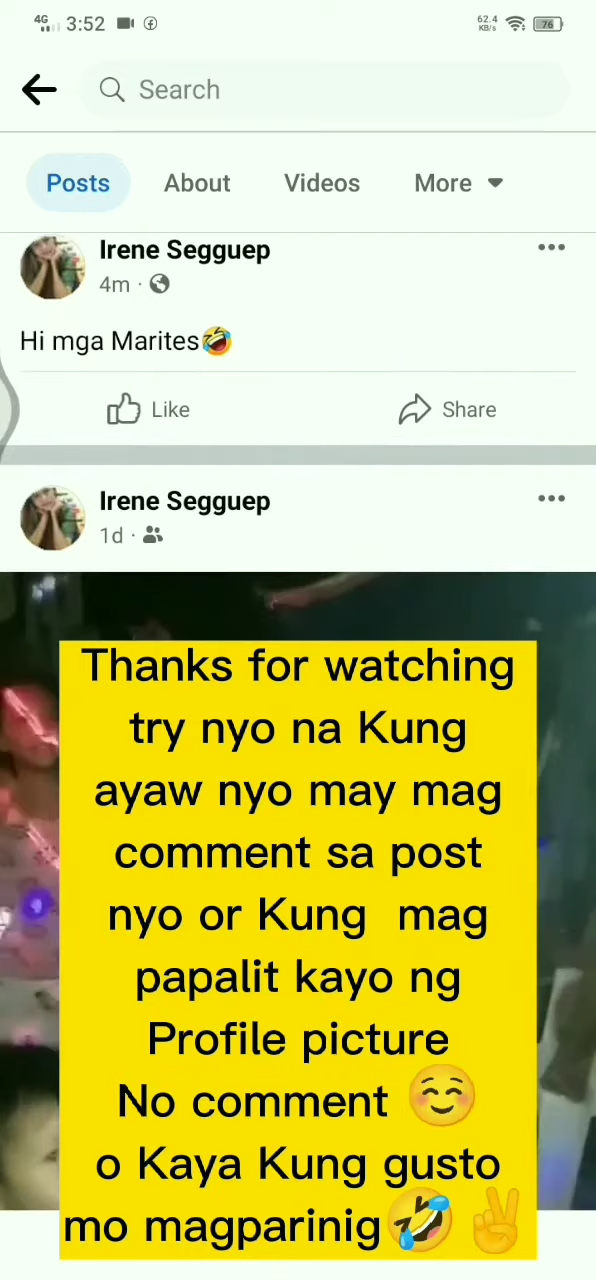 4G 3:52 62.4 KB/s 76
Search
Posts About Videos More
Irene Segguep
4m ·
Hi mga Marites🤣
Like Share
Irene Segguep
1d ·
Thanks for watching
try nyo na Kung
ayaw nyo may mag
comment sa post
nyo or Kung mag
papalit kayo ng
Profile picture
No comment ☺️
o Kaya Kung gusto
mo magparinig🤣✌️